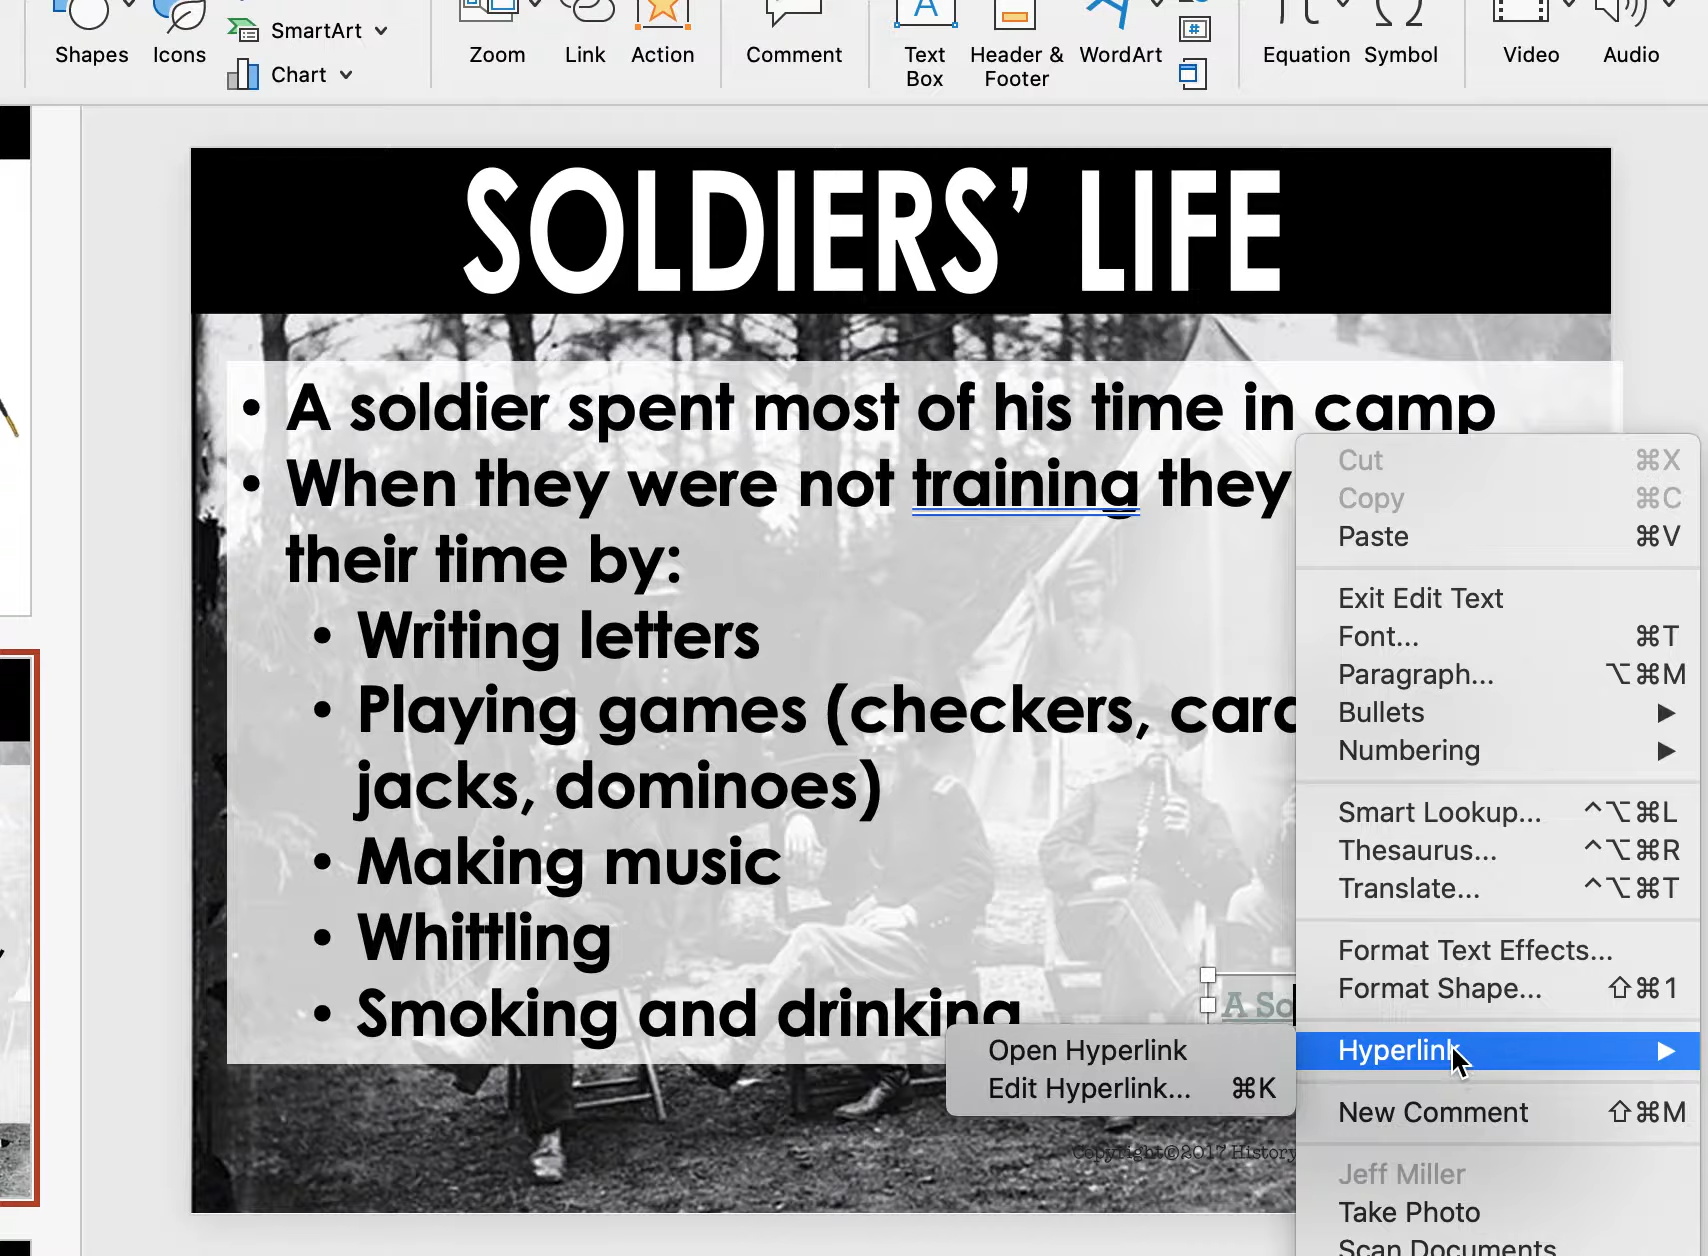 Shapes
Icons
SmartArt
Chart
Zoom
Link
Action
Comment
Text Box
Header & Footer
WordArt
Equation
Symbol
Video
Audio
SOLDIERS’ LIFE
• A soldier spent most of his time in camp
• When they were not training they
their time by:
• Writing letters
• Playing games (checkers,
jacks, dominoes)
• Making music
• Whittling
• Smoking and drinking
A So
Copyright©2017 History
Cut ⌘X
Copy ⌘C
Paste ⌘V
Exit Edit Text
Font... ⌘T
Paragraph... ⌥⌘M
Bullets ▶
Numbering ▶
Smart Lookup... ^⌥⌘L
Thesaurus... ^⌥⌘R
Translate... ^⌥⌘T
Format Text Effects...
Format Shape... ⇧⌘1
Hyperlink ▶
Open Hyperlink
Edit Hyperlink... ⌘K
New Comment ⇧⌘M
Jeff Miller
Take Photo
Scan Documents